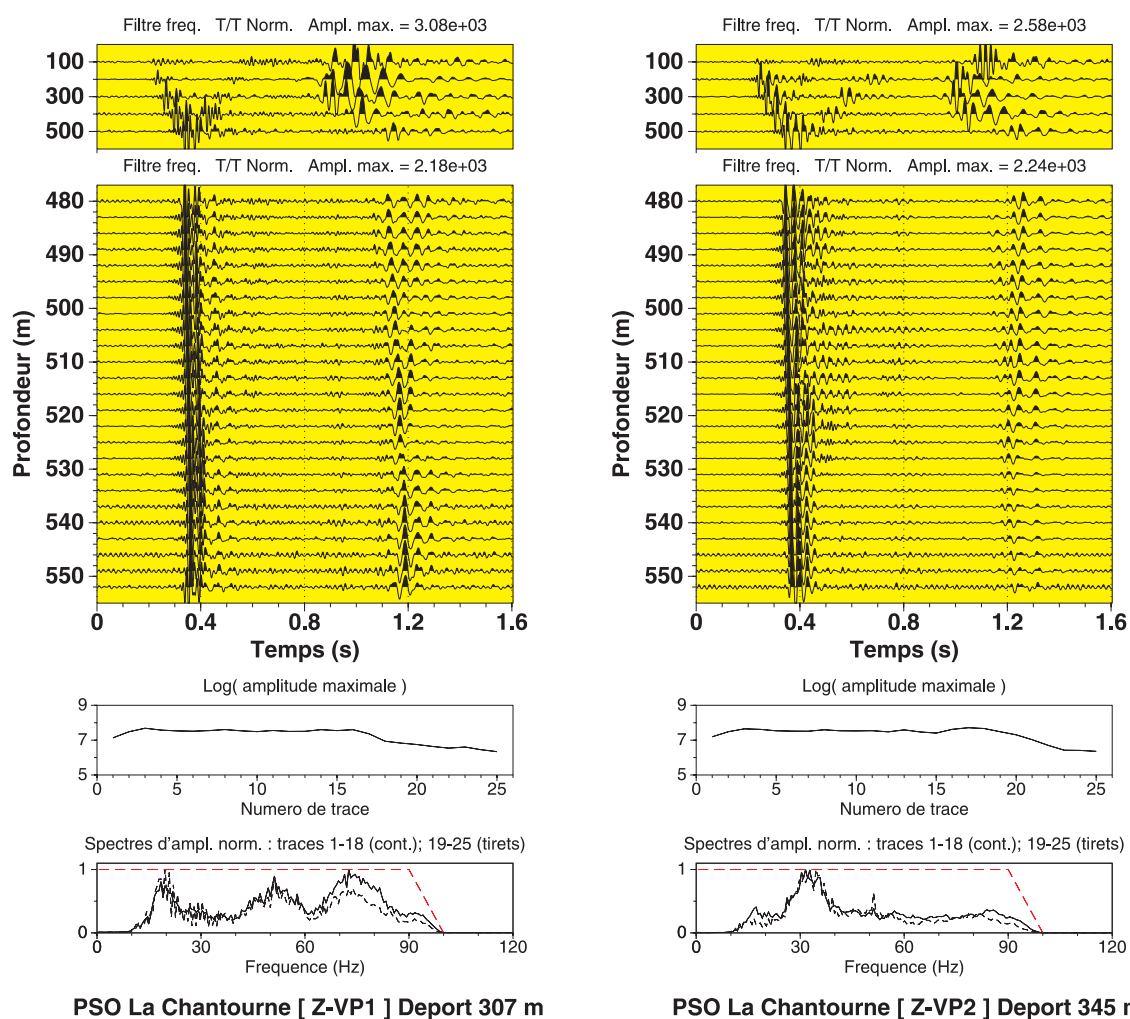 Filtre freq. T/T Norm. Ampl. max. = 3.08e+03
100
300
500
Filtre freq. T/T Norm. Ampl. max. = 2.18e+03
480
490
500
510
520
530
540
550
Profondeur (m)
0 0.4 0.8 1.2 1.6
Temps (s)
Log( amplitude maximale )
9
7
5
0 5 10 15 20 25
Numero de trace
Spectres d'ampl. norm. : traces 1-18 (cont.); 19-25 (tirets)
1
0
0 30 60 90 120
Frequence (Hz)
PSO La Chantourne [ Z-VP1 ] Deport 307 m
Filtre freq. T/T Norm. Ampl. max. = 2.58e+03
100
300
500
Filtre freq. T/T Norm. Ampl. max. = 2.24e+03
480
490
500
510
520
530
540
550
Profondeur (m)
0 0.4 0.8 1.2 1.6
Temps (s)
Log( amplitude maximale )
9
7
5
0 5 10 15 20 25
Numero de trace
Spectres d'ampl. norm. : traces 1-18 (cont.); 19-25 (tirets)
1
0
0 30 60 90 120
Frequence (Hz)
PSO La Chantourne [ Z-VP2 ] Deport 345